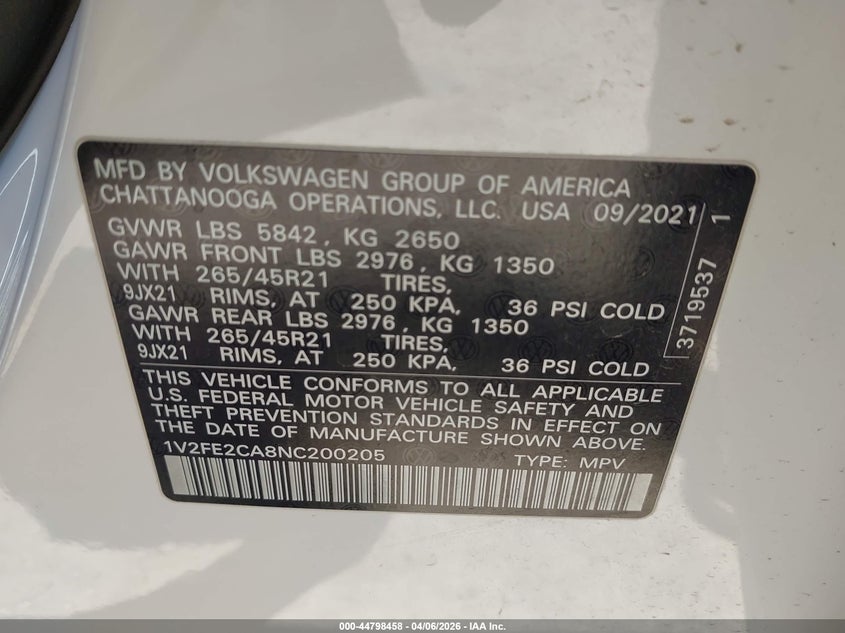 MFD BY VOLKSWAGEN GROUP OF AMERICA
CHATTANOOGA OPERATIONS, LLC. USA 09/2021
GVWR LBS 5842, KG 2650
GAWR FRONT LBS 2976, KG 1350
WITH 265/45R21 TIRES,
9JX21 RIMS, AT 250 KPA, 36 PSI COLD
GAWR REAR LBS 2976, KG 1350
WITH 265/45R21 TIRES,
9JX21 RIMS, AT 250 KPA, 36 PSI COLD
THIS VEHICLE CONFORMS TO ALL APPLICABLE
U.S. FEDERAL MOTOR VEHICLE SAFETY AND
THEFT PREVENTION STANDARDS IN EFFECT ON
THE DATE OF MANUFACTURE SHOWN ABOVE.
1V2FE2CA8NC200205 TYPE: MPV
3719537 1
000-44798458 - 04/06/2026 - IAA Inc.